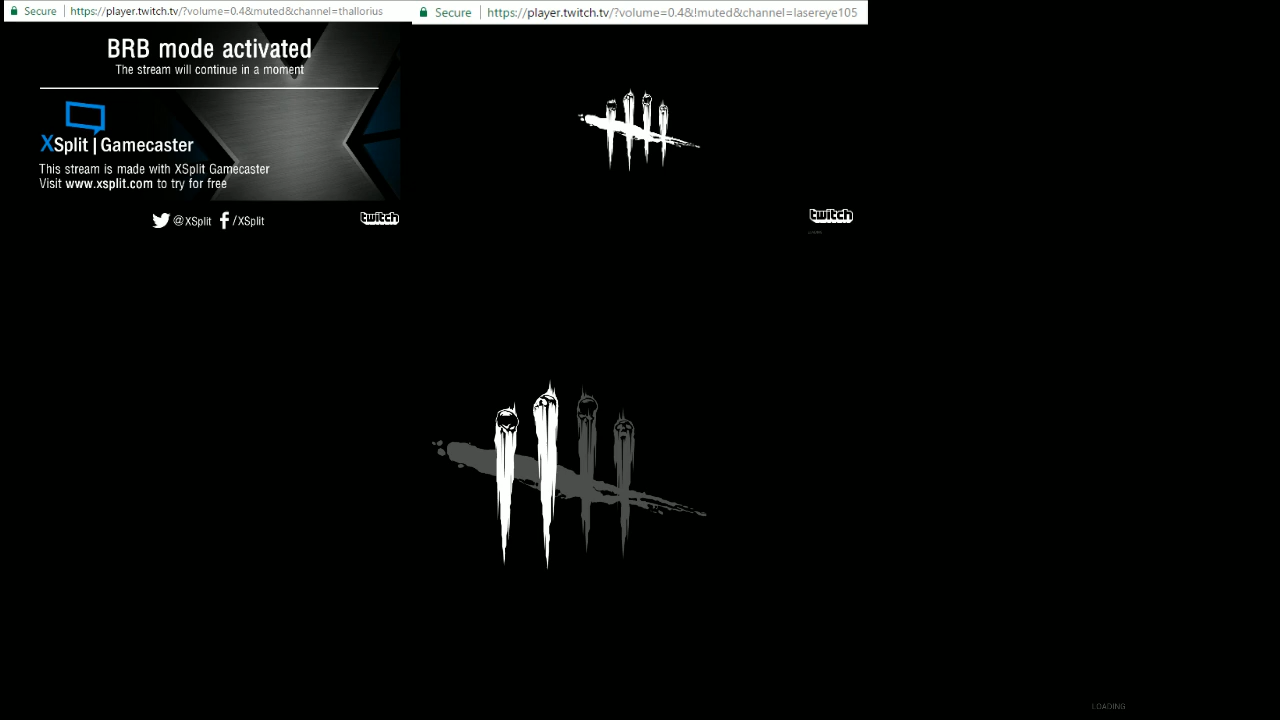 Secure https://player.twitch.tv/?volume=0.4&muted&channel=thallorius
Secure https://player.twitch.tv/?volume=0.4&!muted&channel=lasereye105
BRB mode activated
The stream will continue in a moment
XSplit | Gamecaster
This stream is made with XSplit Gamecaster
Visit www.xsplit.com to try for free
@XSplit /XSplit
twitch
twitch
LOADING